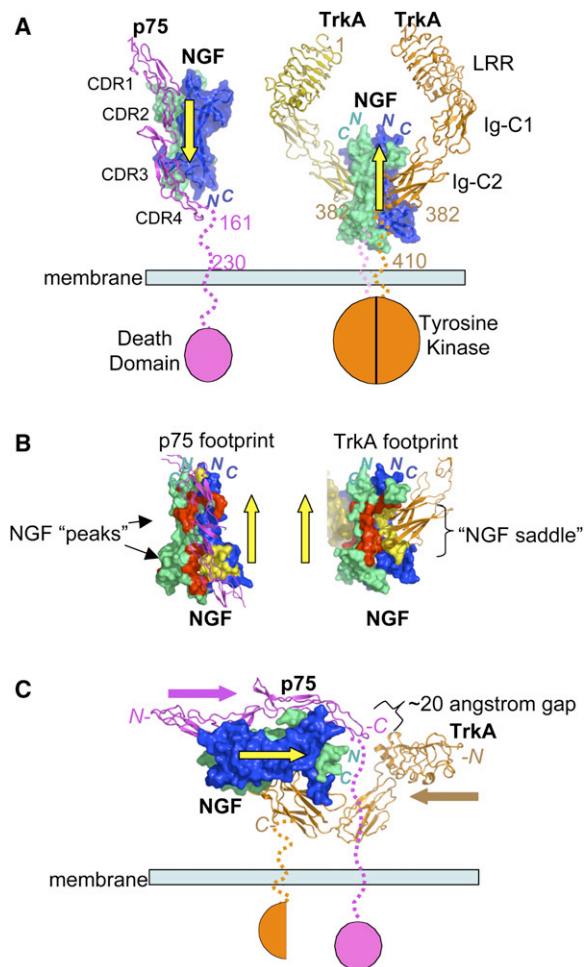 A
p75
NGF
CDR1
CDR2
CDR3
CDR4
N C
161
230
membrane
Death
Domain
TrkA
TrkA
1
1
LRR
Ig-C1
NGF
N
C
N
C
Ig-C2
382
382
410
Tyrosine
Kinase
B
p75 footprint
TrkA footprint
N
N
C
N
C
NGF "peaks"
"NGF saddle"
NGF
NGF
C
p75
N-
-C
~20 angstrom gap
TrkA
-N
N
C
NGF
C
membrane